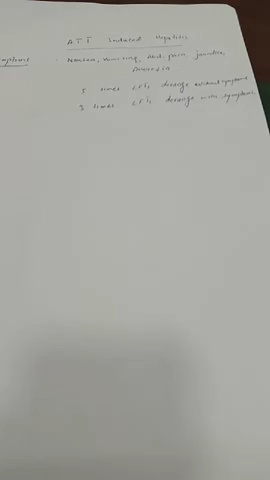 ATT Induced Hepatitis
symptoms : Nausea, Vomiting, Abd. pain, jaundice,
Anorexia
5 times LFTs derange without symptoms
3 times LFTs derange with symptoms